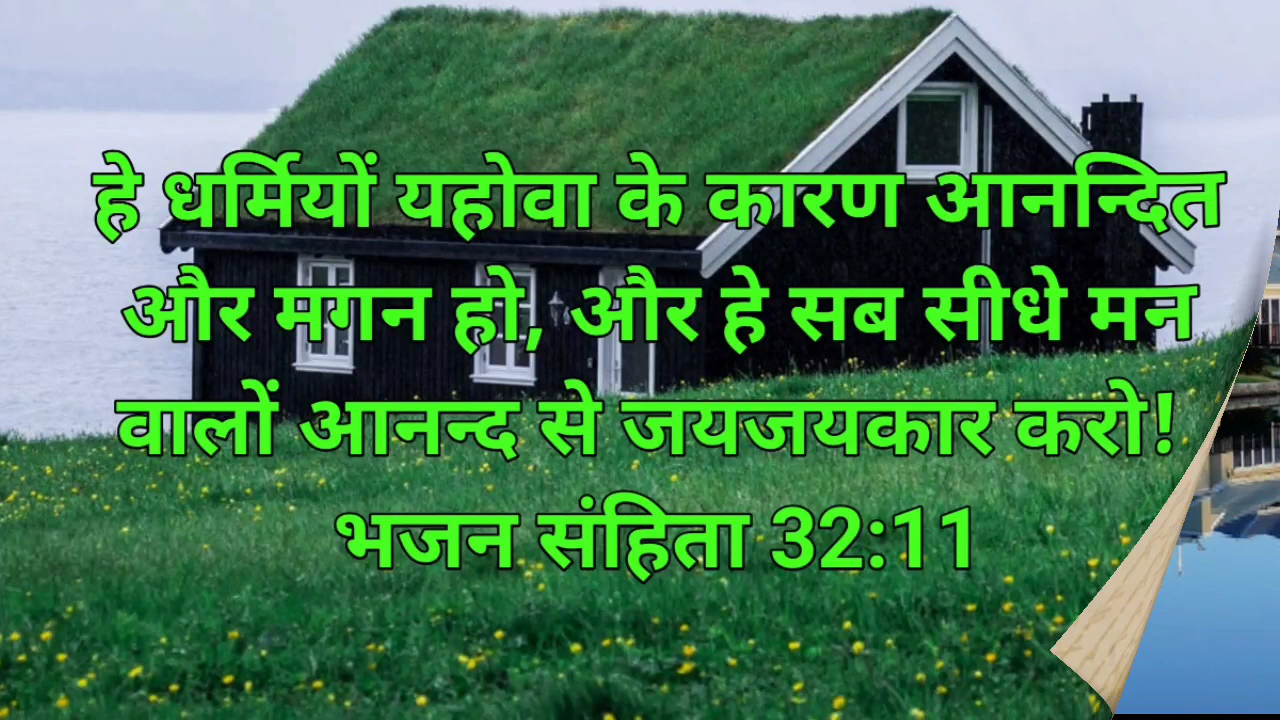 हे धर्मियों यहोवा के कारण आनन्दित
और मगन हो, और हे सब सीधे मन
वालों आनन्द से जयजयकार करो!
भजन संहिता 32:11